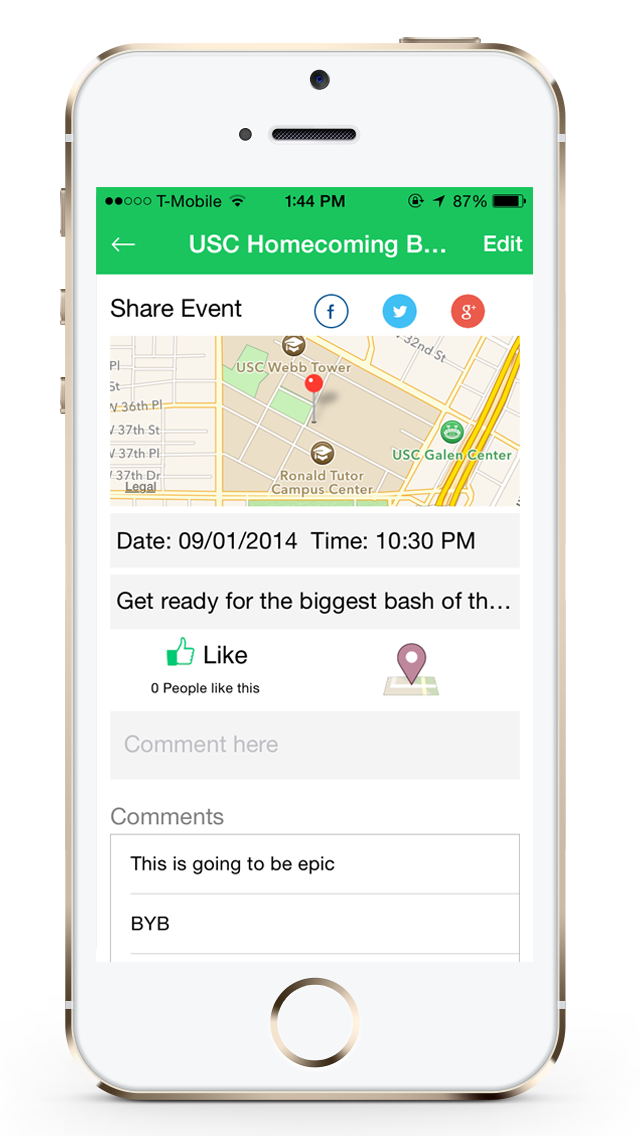 T-Mobile 1:44 PM 87%
USC Homecoming B... Edit
Share Event f g+
32nd St
USC Webb Tower
Pl
St
W 36th Pl
W 37th St
W 37th Pl
W 37th Dr
Legal
USC Galen Center
Ronald Tutor
Campus Center
Date: 09/01/2014 Time: 10:30 PM
Get ready for the biggest bash of th...
Like
0 People like this
Comment here
Comments
This is going to be epic
BYB